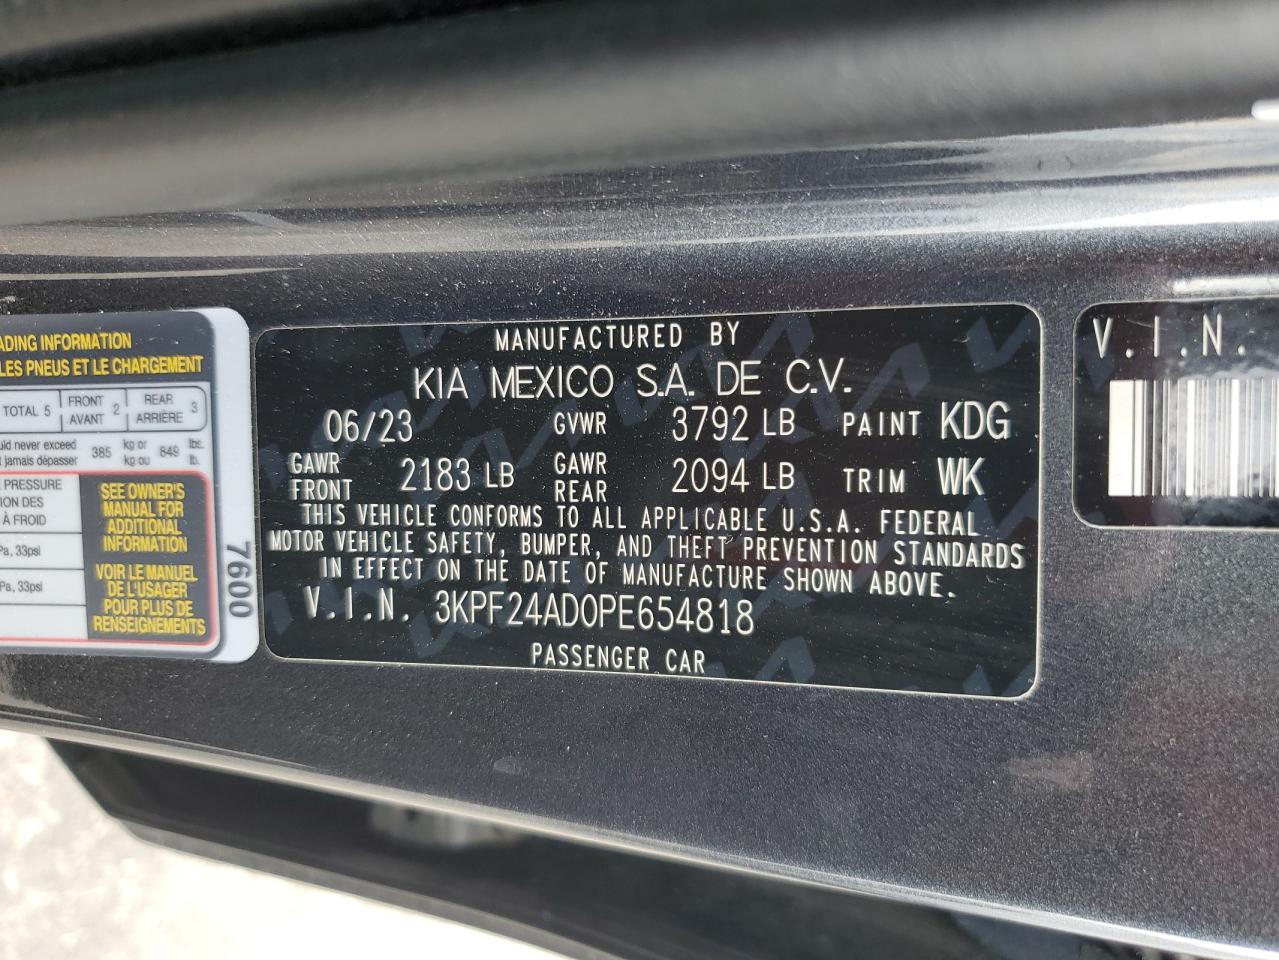 ADING INFORMATION
LES PNEUS ET LE CHARGEMENT
TOTAL 5 FRONT AVANT 2 REAR ARRIÈRE 3
uld never exceed 385 kg or 849 lbs.
t jamais dépasser kg ou lb.
PRESSURE
ION DES
À FROID
Pa, 33psi
Pa, 33psi
SEE OWNER'S
MANUAL FOR
ADDITIONAL
INFORMATION
VOIR LE MANUEL
DE L'USAGER
POUR PLUS DE
RENSEIGNEMENTS
7600
MANUFACTURED BY
KIA MEXICO S.A. DE C.V.
06/23 GVWR 3792 LB PAINT KDG
GAWR FRONT 2183 LB GAWR REAR 2094 LB TRIM WK
THIS VEHICLE CONFORMS TO ALL APPLICABLE U.S.A. FEDERAL
MOTOR VEHICLE SAFETY, BUMPER, AND THEFT PREVENTION STANDARDS
IN EFFECT ON THE DATE OF MANUFACTURE SHOWN ABOVE.
V.I.N. 3KPF24AD0PE654818
PASSENGER CAR
V.I.N.